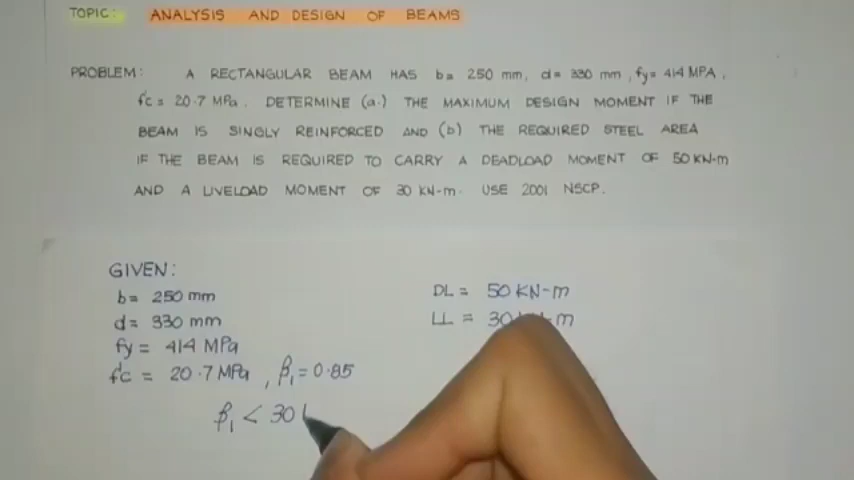 TOPIC: ANALYSIS AND DESIGN OF BEAMS
PROBLEM: A RECTANGULAR BEAM HAS b= 250 mm, d= 330 mm, fy= 414 MPA,
f'c = 20.7 MPa. DETERMINE (a.) THE MAXIMUM DESIGN MOMENT IF THE
BEAM IS SINGLY REINFORCED AND (b) THE REQUIRED STEEL AREA
IF THE BEAM IS REQUIRED TO CARRY A DEADLOAD MOMENT OF 50 KN-m
AND A LIVELOAD MOMENT OF 30 KN-m. USE 2001 NSCP.
GIVEN:
b= 250 mm
d= 330 mm
fy = 414 MPa
f'c = 20.7 MPa, β₁ = 0.85
β₁ < 30
DL = 50 KN-m
LL = 30